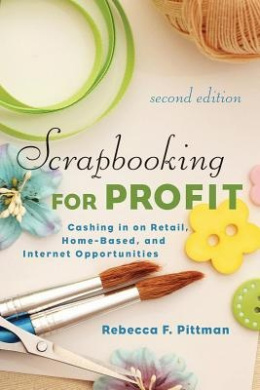 second edition
Scrapbooking
FOR PROFIT
Cashing in on Retail,
Home-Based, and
Internet Opportunities
Rebecca F. Pittman